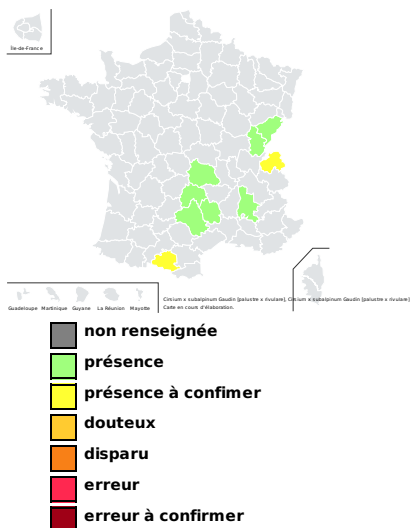 Île-de-France
Guadeloupe Martinique Guyane La Réunion Mayotte
Cirsium x subalpinum Gaudin [palustre x rivulare], Cirsium x subalpinum Gaudin [palustre x rivulare]
Carte en cours d'élaboration.
non renseignée
présence
présence à confimer
douteux
disparu
erreur
erreur à confirmer